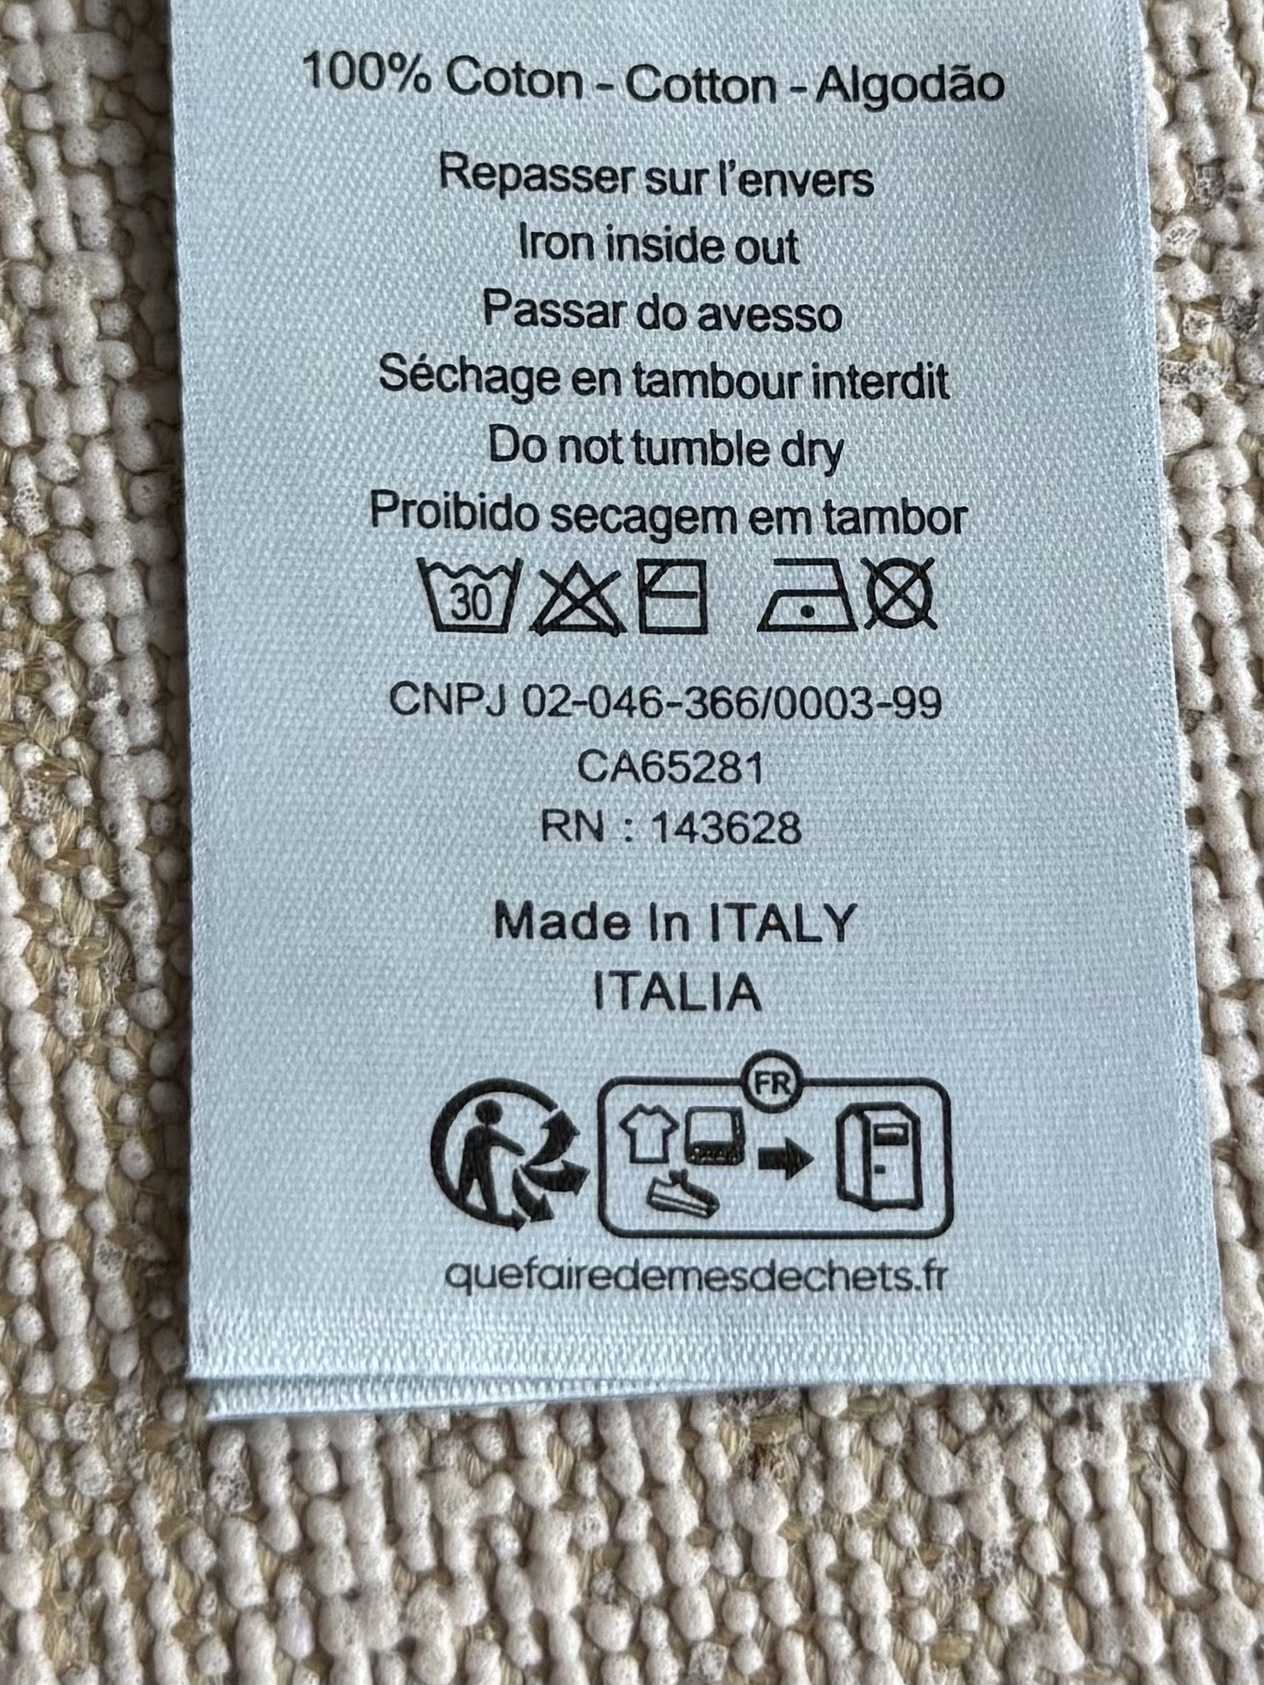 100% Coton - Cotton - Algodão
Repasser sur l'envers
Iron inside out
Passar do avesso
Séchage en tambour interdit
Do not tumble dry
Proibido secagem em tambor
30
CNPJ 02-046-366/0003-99
CA65281
RN : 143628
Made In ITALY
ITALIA
FR
quefairedemesdechets.fr